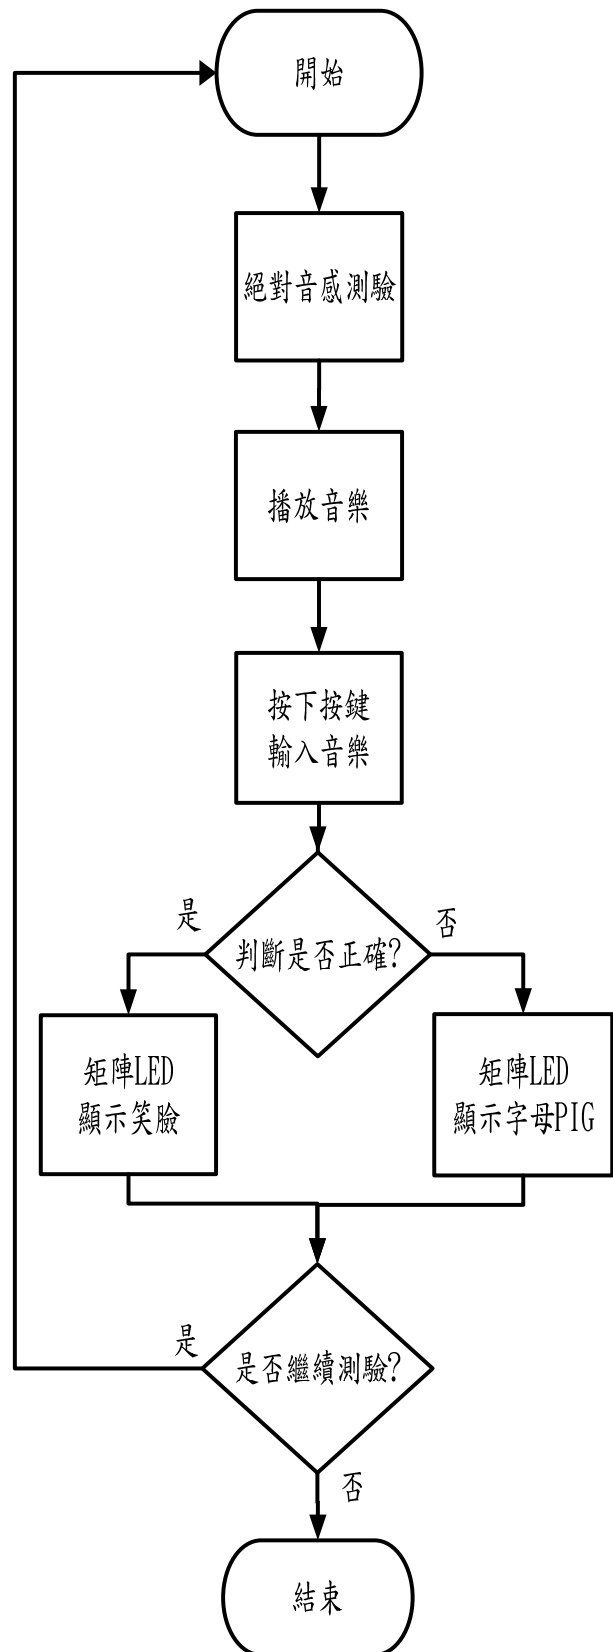 開始
絕對音感測驗
播放音樂
按下按鍵
輸入音樂
判斷是否正確?
是
否
矩陣LED
顯示笑臉
矩陣LED
顯示字母PIG
是否繼續測驗?
是
否
結束